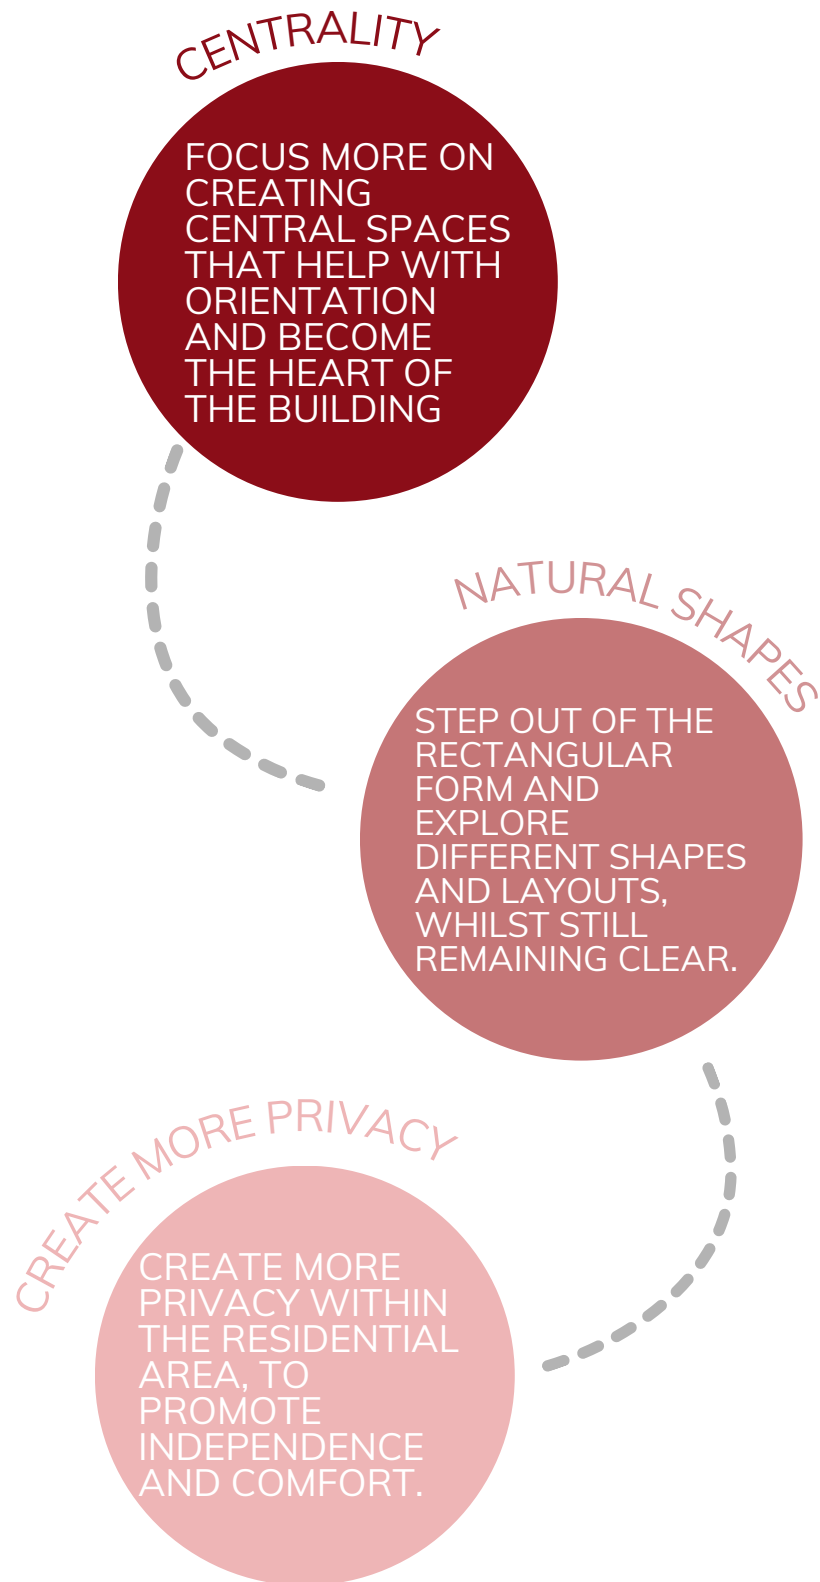 CENTRALITY
FOCUS MORE ON
CREATING
CENTRAL SPACES
THAT HELP WITH
ORIENTATION
AND BECOME
THE HEART OF
THE BUILDING
NATURAL SHAPES
STEP OUT OF THE
RECTANGULAR
FORM AND
EXPLORE
DIFFERENT SHAPES
AND LAYOUTS,
WHILST STILL
REMAINING CLEAR.
CREATE MORE PRIVACY
CREATE MORE
PRIVACY WITHIN
THE RESIDENTIAL
AREA, TO
PROMOTE
INDEPENDENCE
AND COMFORT.